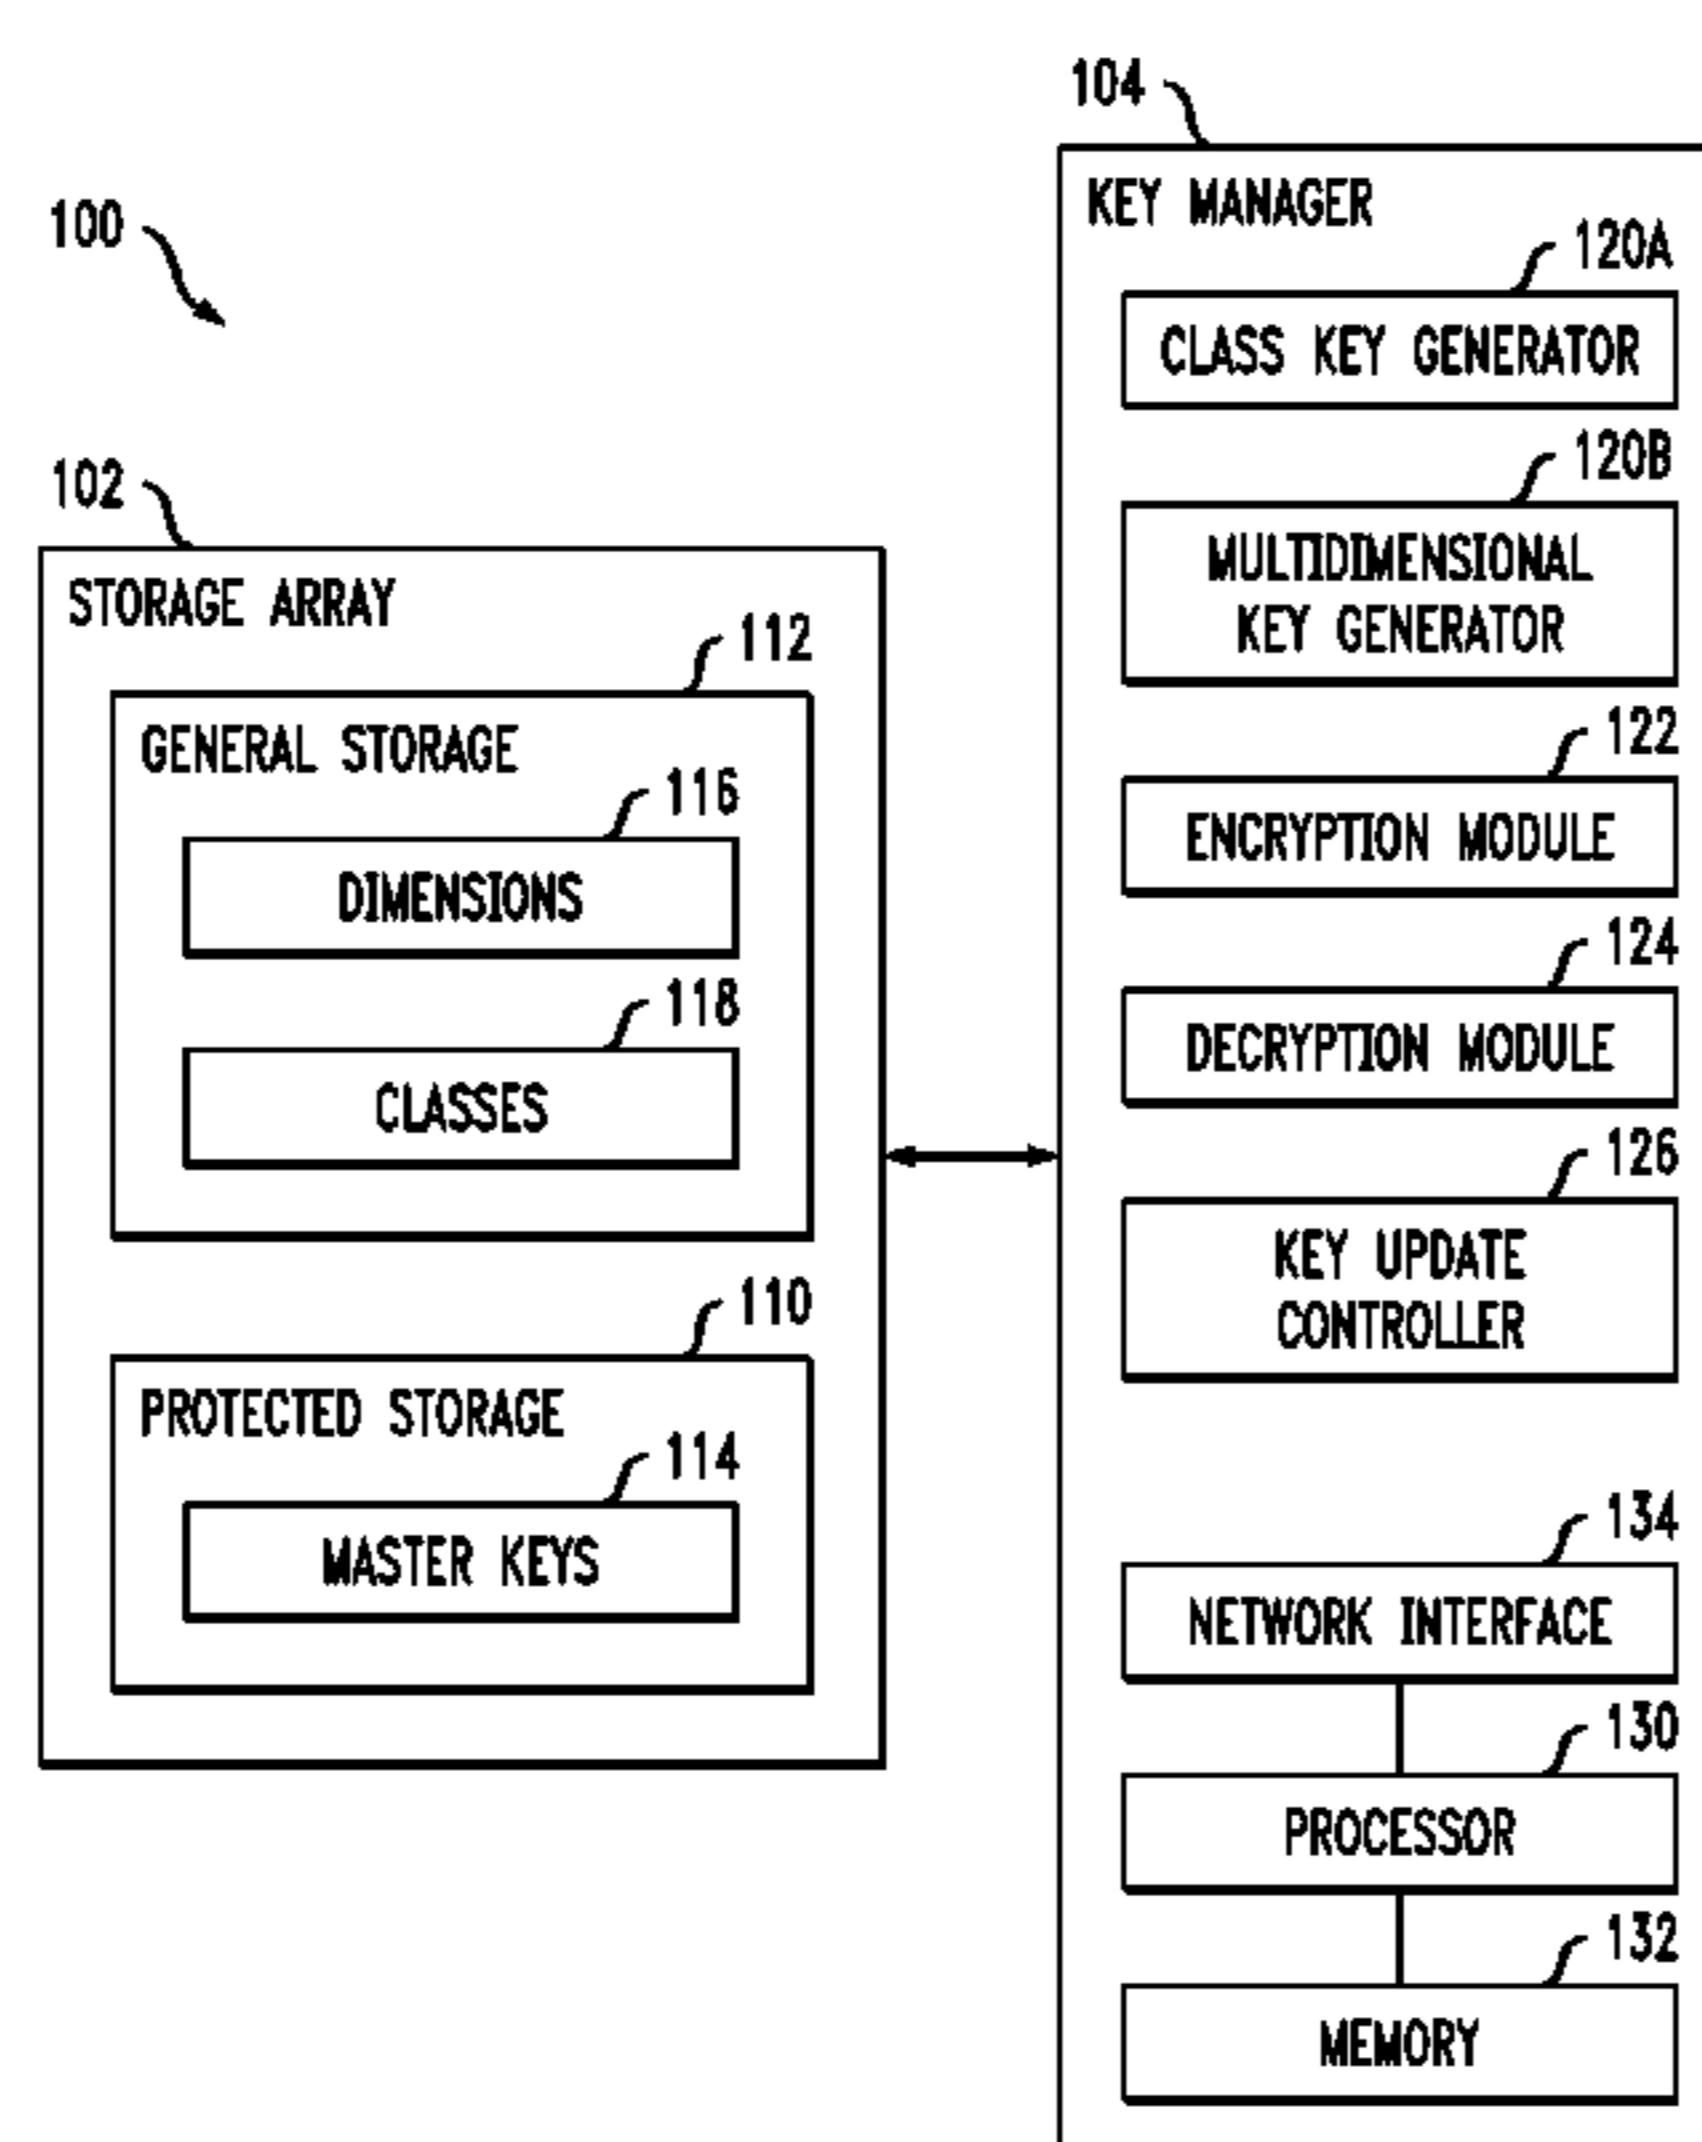 100
102
STORAGE ARRAY
112
GENERAL STORAGE
116
DIMENSIONS
118
CLASSES
110
PROTECTED STORAGE
114
MASTER KEYS
104
KEY MANAGER
120A
CLASS KEY GENERATOR
120B
MULTIDIMENSIONAL
KEY GENERATOR
122
ENCRYPTION MODULE
124
DECRYPTION MODULE
126
KEY UPDATE
CONTROLLER
134
NETWORK INTERFACE
130
PROCESSOR
132
MEMORY